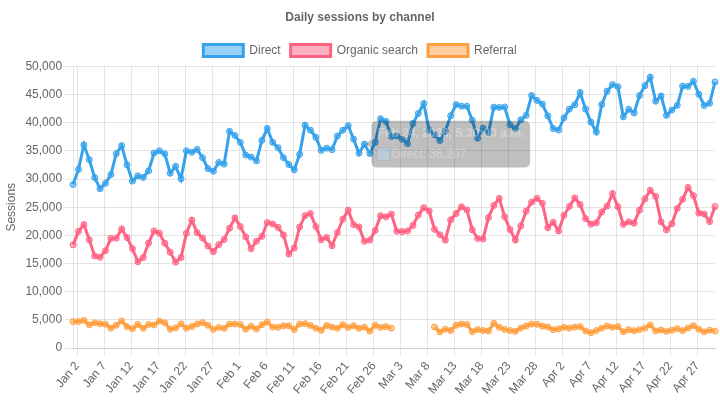 Daily sessions by channel
Direct
Organic search
Referral
50,000
45,000
40,000
35,000
30,000
25,000
20,000
15,000
10,000
5,000
0
Sessions
Direct: 36,207
Jan 2
Jan 7
Jan 12
Jan 17
Jan 22
Jan 27
Feb 1
Feb 6
Feb 11
Feb 16
Feb 21
Feb 26
Mar 3
Mar 8
Mar 13
Mar 18
Mar 23
Mar 28
Apr 2
Apr 7
Apr 12
Apr 17
Apr 22
Apr 27